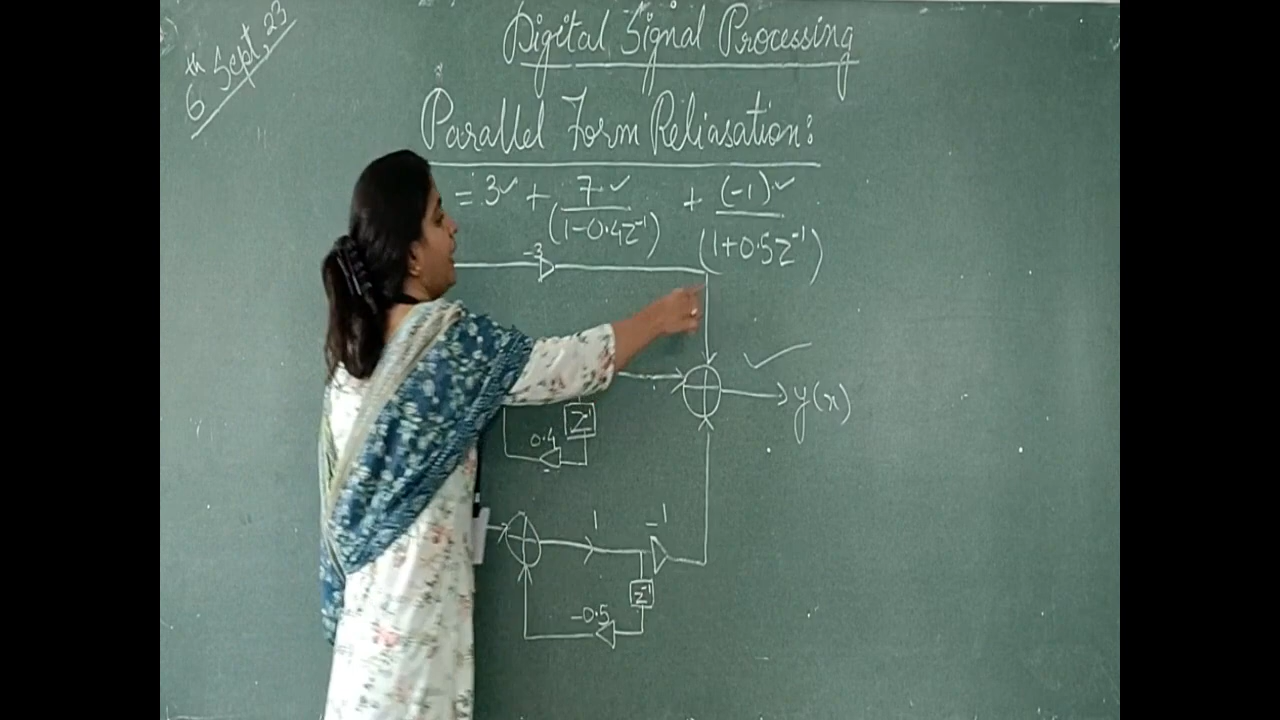 6th Sept, 23
Digital Signal Processing
Parallel Form Reliasation:
= 3 + 7/(1-0.4z⁻¹) + (-1)/(1+0.5z⁻¹)
-3
y(x)
z⁻¹
0.4
1
-1
z⁻¹
-0.5